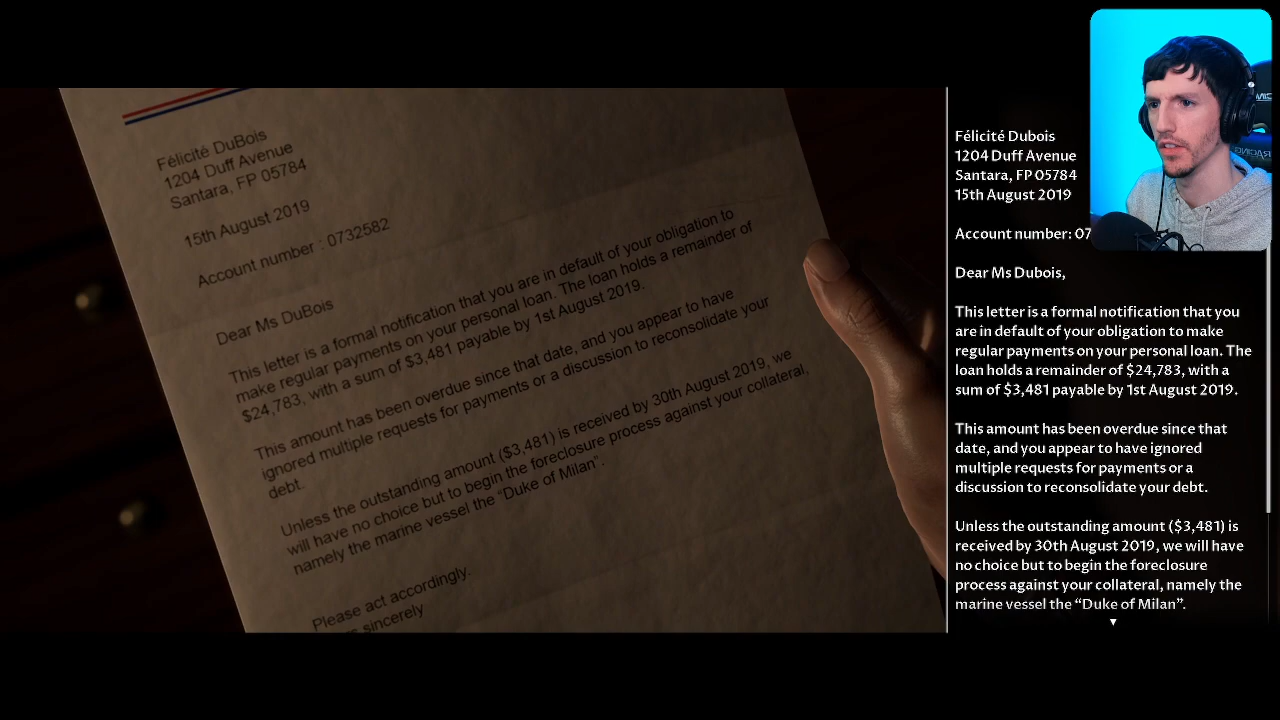 Félicité DuBois
1204 Duff Avenue
Santara, FP 05784
15th August 2019
Account number : 0732582
Dear Ms DuBois
This letter is a formal notification that you are in default of your obligation to
make regular payments on your personal loan. The loan holds a remainder of
$24,783, with a sum of $3,481 payable by 1st August 2019.
This amount has been overdue since that date, and you appear to have
ignored multiple requests for payments or a discussion to reconsolidate your
debt.
Unless the outstanding amount ($3,481) is received by 30th August 2019, we
will have no choice but to begin the foreclosure process against your collateral,
namely the marine vessel the "Duke of Milan".
Please act accordingly.
sincerely
Félicité Dubois
1204 Duff Avenue
Santara, FP 05784
15th August 2019
Account number: 07
Dear Ms Dubois,
This letter is a formal notification that you
are in default of your obligation to make
regular payments on your personal loan. The
loan holds a remainder of $24,783, with a
sum of $3,481 payable by 1st August 2019.
This amount has been overdue since that
date, and you appear to have ignored
multiple requests for payments or a
discussion to reconsolidate your debt.
Unless the outstanding amount ($3,481) is
received by 30th August 2019, we will have
no choice but to begin the foreclosure
process against your collateral, namely the
marine vessel the “Duke of Milan”.